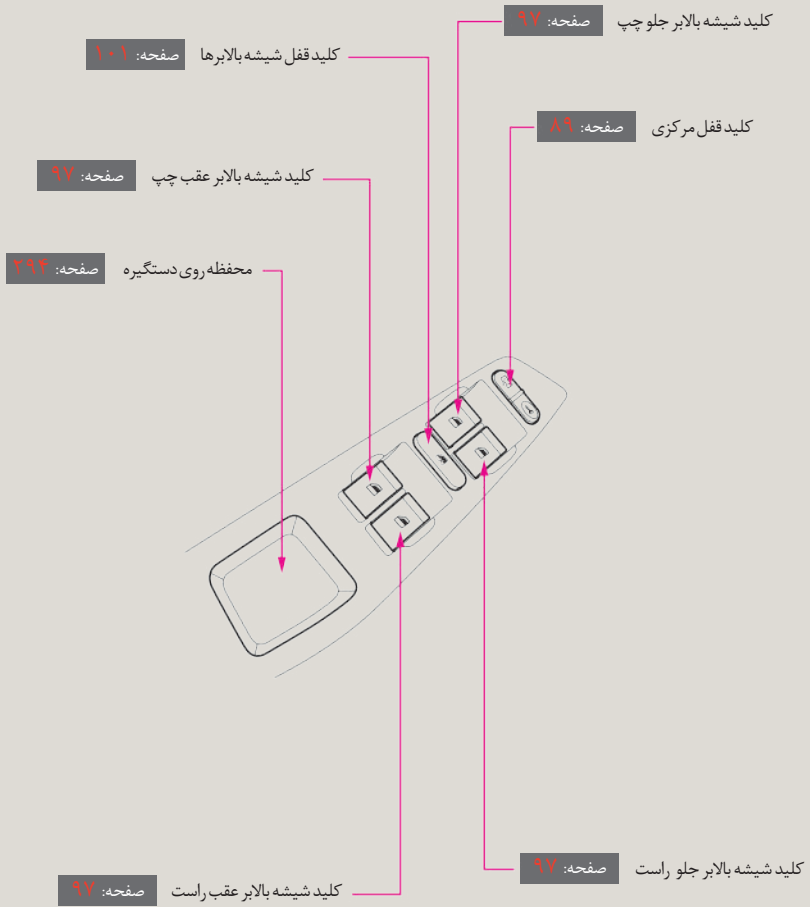 کلید شیشه بالابر جلو چپ صفحه: ۹۷
کلید قفل شیشه بالابرها صفحه: ۱۰۱
کلید قفل مرکزی صفحه: ۸۹
کلید شیشه بالابر عقب چپ صفحه: ۹۷
محفظه روی دستگیره صفحه: ۲۹۴
کلید شیشه بالابر جلو راست صفحه: ۹۷
کلید شیشه بالابر عقب راست صفحه: ۹۷